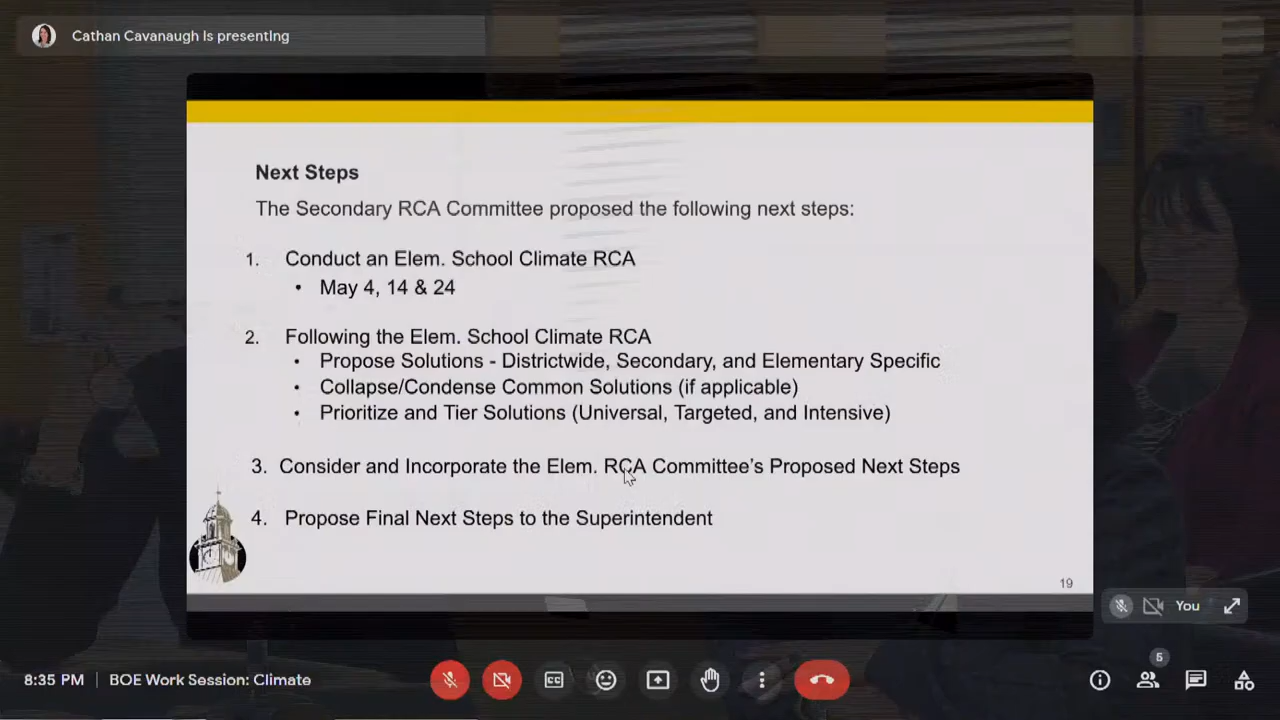 Cathan Cavanaugh is presenting
Next Steps
The Secondary RCA Committee proposed the following next steps:
1. Conduct an Elem. School Climate RCA
• May 4, 14 & 24
2. Following the Elem. School Climate RCA
• Propose Solutions - Districtwide, Secondary, and Elementary Specific
• Collapse/Condense Common Solutions (if applicable)
• Prioritize and Tier Solutions (Universal, Targeted, and Intensive)
3. Consider and Incorporate the Elem. RCA Committee's Proposed Next Steps
4. Propose Final Next Steps to the Superintendent
19
You
5
8:35 PM | BOE Work Session: Climate
CC